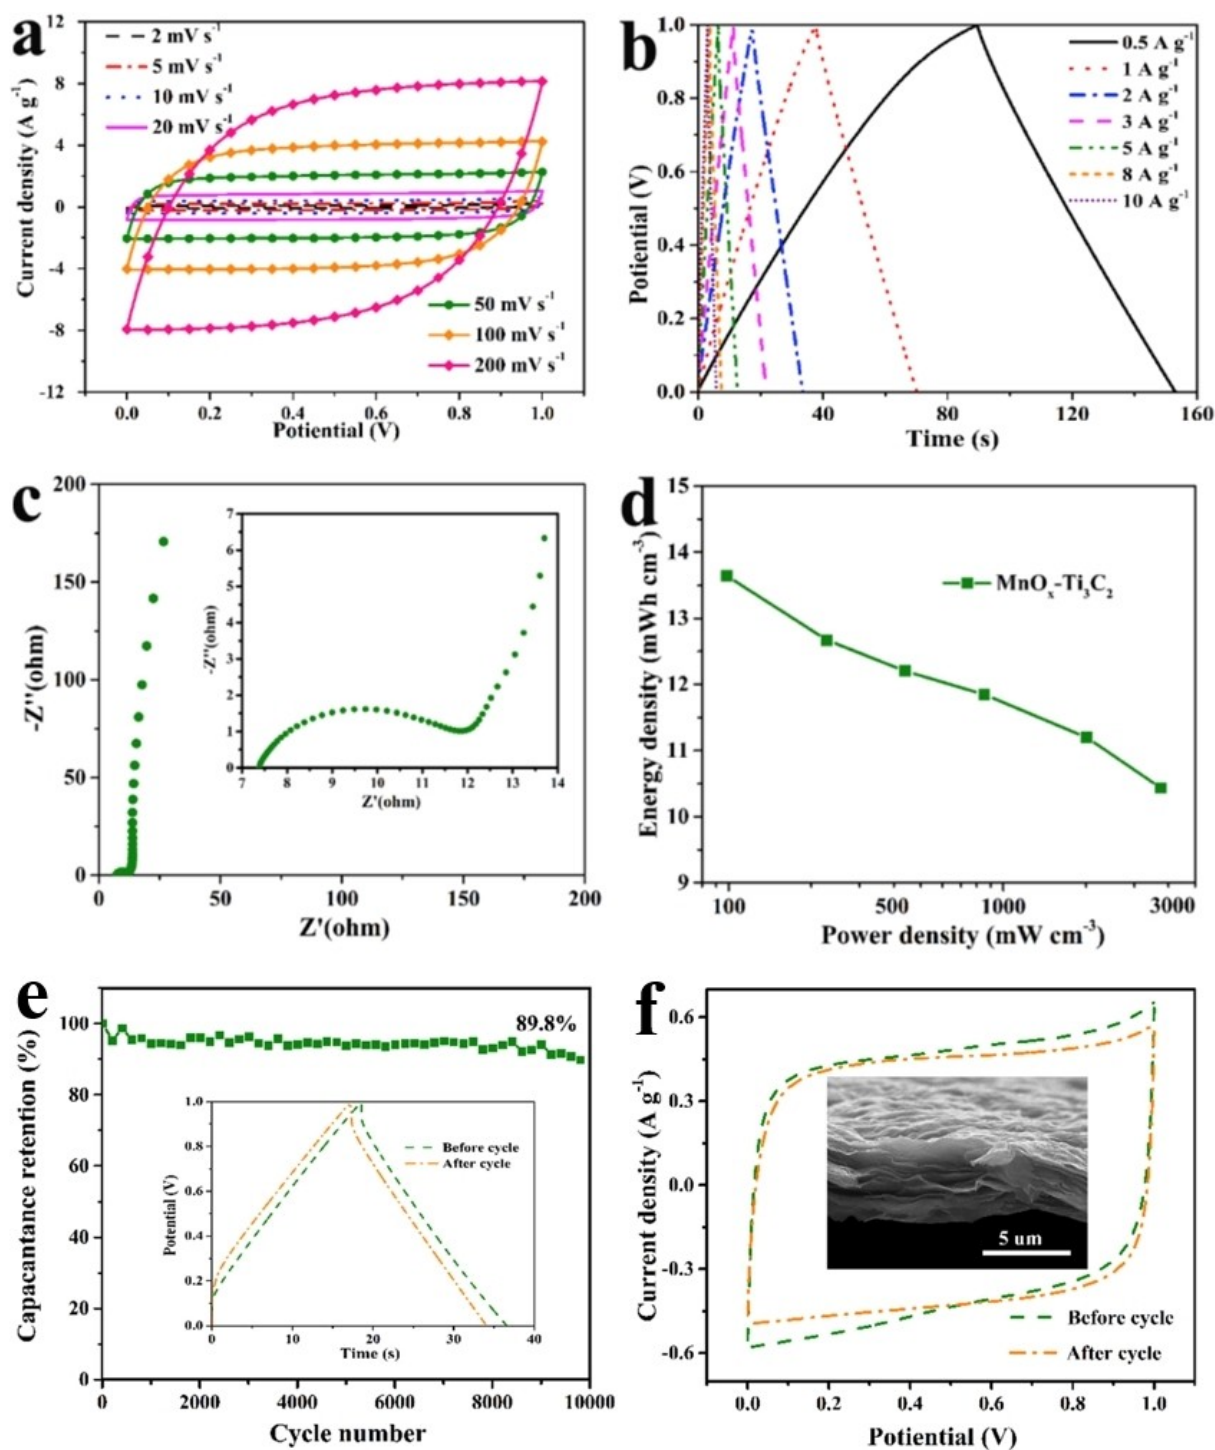 a
2 mV s⁻¹
5 mV s⁻¹
10 mV s⁻¹
20 mV s⁻¹
50 mV s⁻¹
100 mV s⁻¹
200 mV s⁻¹
12
8
4
0
-4
-8
-12
Current density (A g⁻¹)
0.0 0.2 0.4 0.6 0.8 1.0
Potiential (V)
b
0.5 A g⁻¹
1 A g⁻¹
2 A g⁻¹
3 A g⁻¹
5 A g⁻¹
8 A g⁻¹
10 A g⁻¹
1.0
0.8
0.6
0.4
0.2
0.0
Potiential (V)
0 40 80 120 160
Time (s)
c
200
150
100
50
0
-Z''(ohm)
0 50 100 150 200
Z'(ohm)
7
6
5
4
3
2
1
0
-Z''(ohm)
7 8 9 10 11 12 13 14
Z'(ohm)
d
MnOₓ-Ti₃C₂
15
14
13
12
11
10
9
Energy density (mWh cm⁻³)
100 500 1000 3000
Power density (mW cm⁻³)
e
89.8%
100
80
60
40
20
0
Capacantance retention (%)
0 2000 4000 6000 8000 10000
Cycle number
Before cycle
After cycle
1.0
0.8
0.6
0.4
0.2
0.0
Potential (V)
0 10 20 30 40
Time (s)
f
0.6
0.3
0.0
-0.3
-0.6
Current density (A g⁻¹)
5 um
Before cycle
After cycle
0.0 0.2 0.4 0.6 0.8 1.0
Potiential (V)